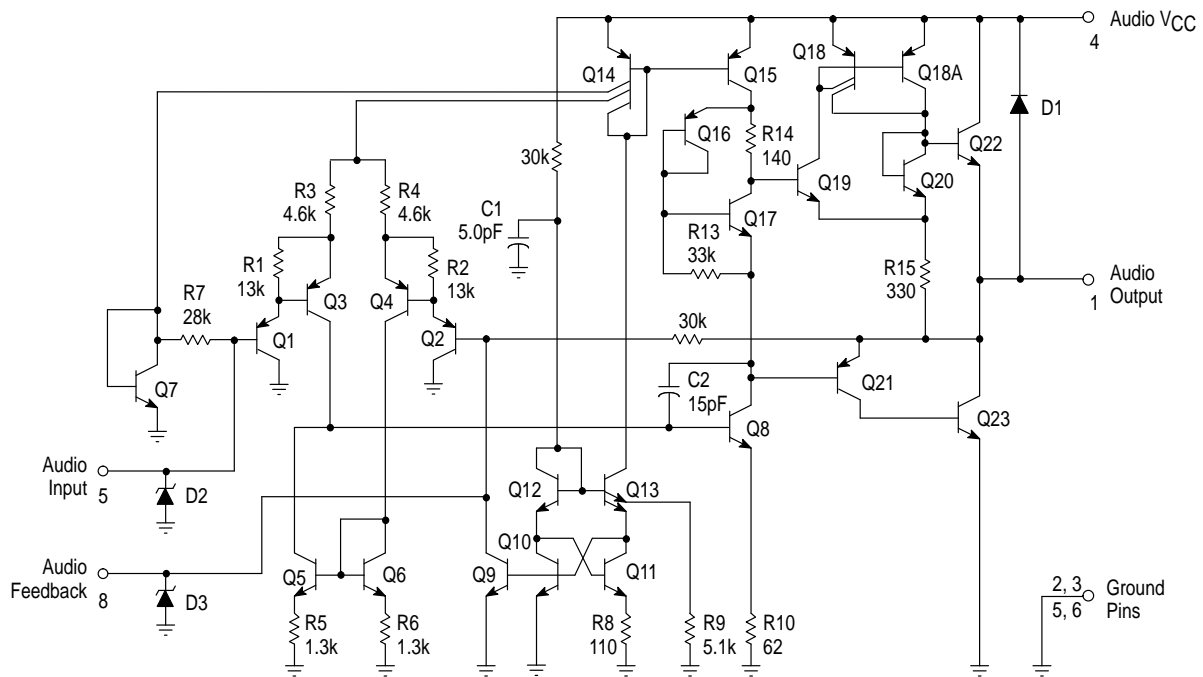 Audio VCC
4
Q14
Q15
Q18
Q18A
D1
Q16
R14
140
Q22
30k
Q19
Q20
R3
4.6k
R4
4.6k
C1
5.0pF
Q17
R13
33k
R15
330
Audio
Output
1
R1
13k
R2
13k
R7
28k
Q3
Q4
Q1
Q2
30k
Q7
C2
15pF
Q21
Q8
Q23
Audio
Input
5
D2
Q12
Q13
Q10
Audio
Feedback
8
D3
Q5
Q6
Q9
Q11
R5
1.3k
R6
1.3k
R8
110
R9
5.1k
R10
62
2, 3
5, 6
Ground
Pins